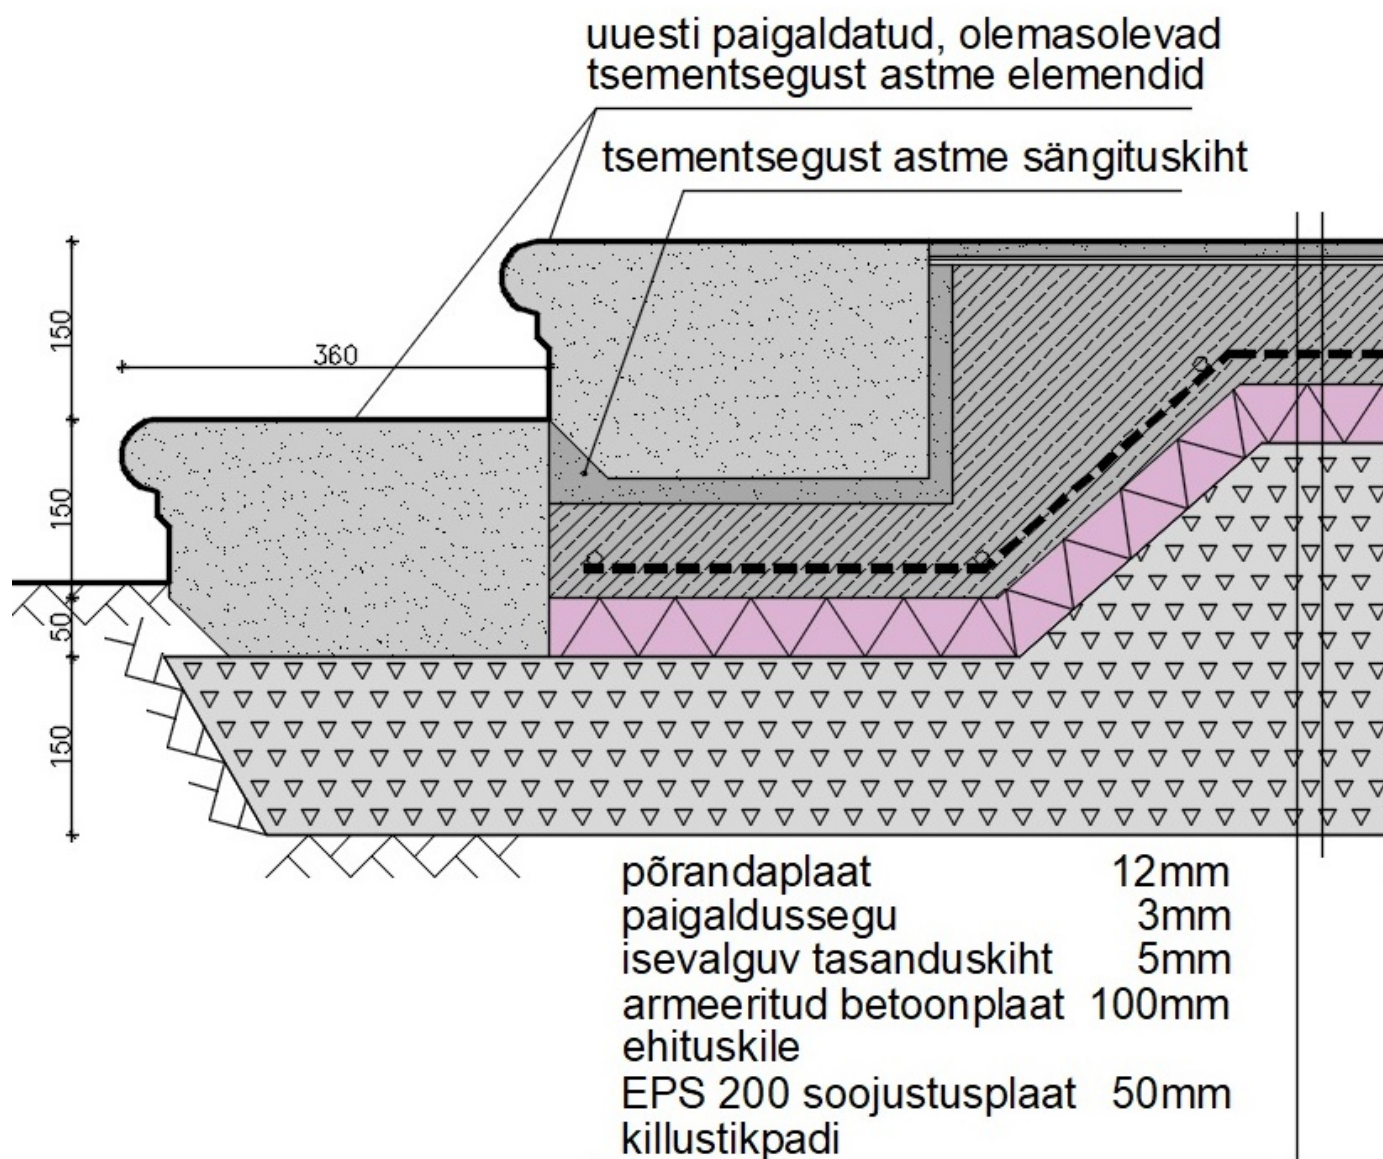 uuesti paigaldatud, olemasolevad
tsementsegust astme elemendid
tsementsegust astme sängituskiht
150
360
150
50
150
põrandaplaat 12mm
paigaldussegu 3mm
isevalguv tasanduskiht 5mm
armeeritud betoonplaat 100mm
ehituskile
EPS 200 soojustusplaat 50mm
killustikpadi